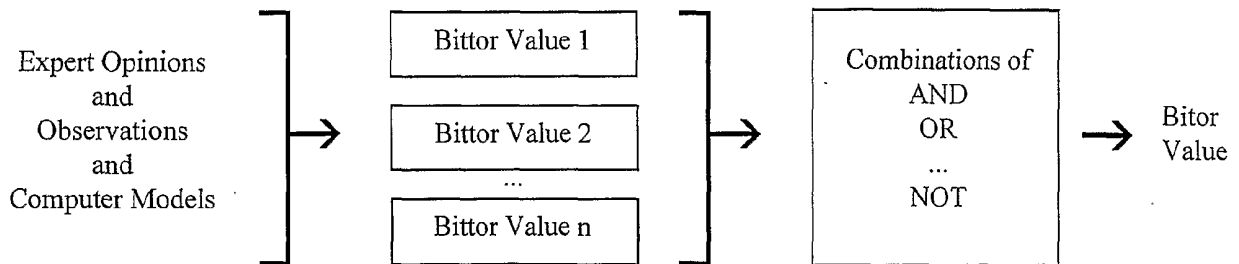 Expert Opinions
and
Observations
and
Computer Models
Bittor Value 1
Bittor Value 2
...
Bittor Value n
Combinations of
AND
OR
...
NOT
Bitor
Value